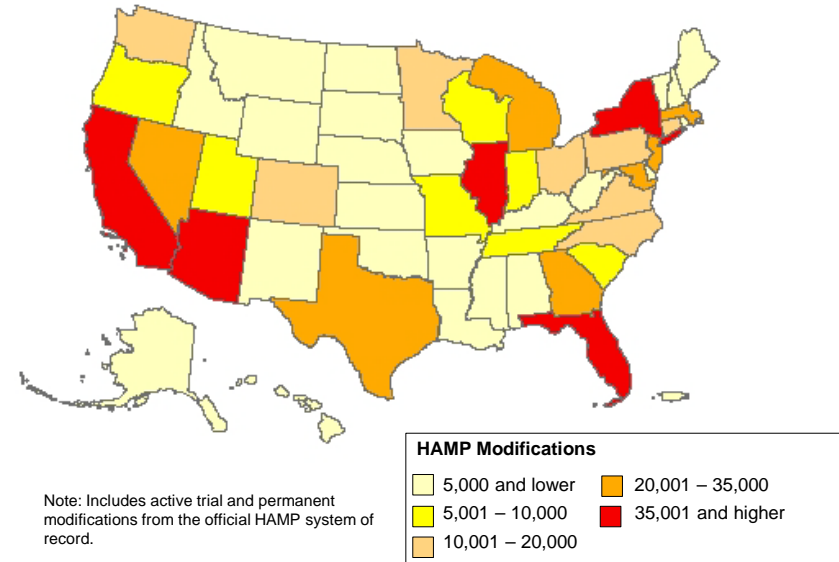 HAMP Modifications
5,000 and lower
20,001 – 35,000
5,001 – 10,000
35,001 and higher
10,001 – 20,000
Note: Includes active trial and permanent
modifications from the official HAMP system of
record.